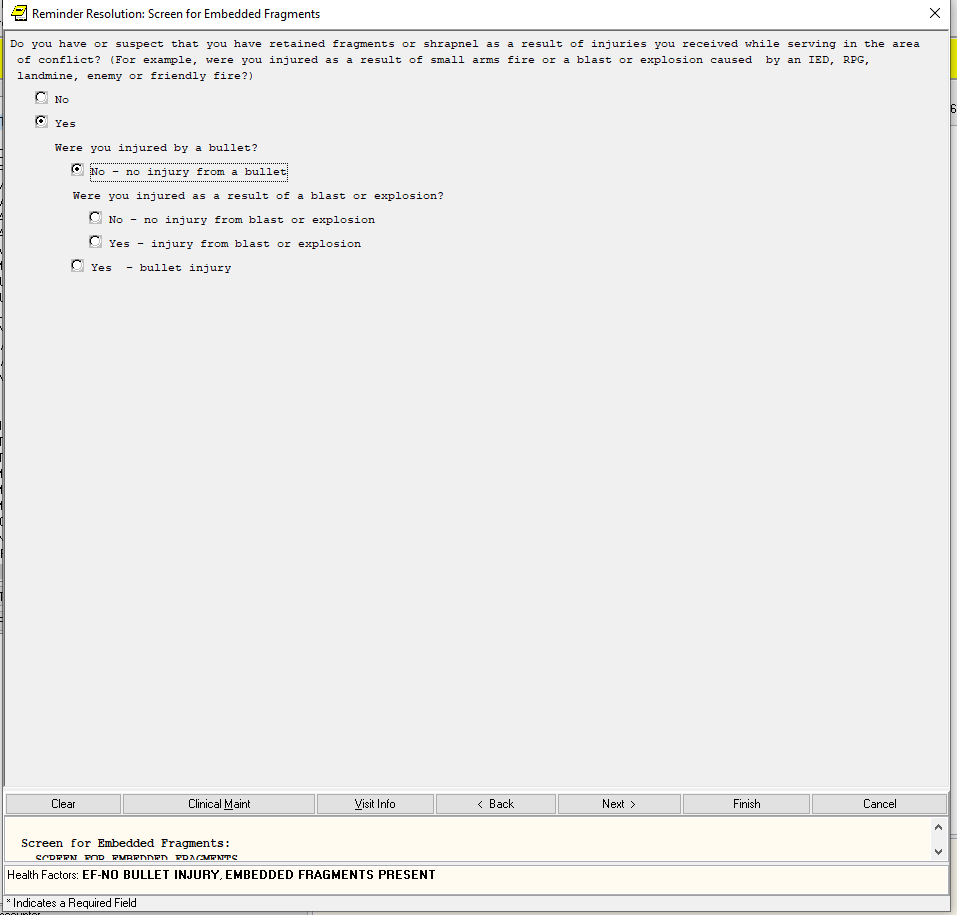 Reminder Resolution: Screen for Embedded Fragments
Do you have or suspect that you have retained fragments or shrapnel as a result of injuries you received while serving in the area
of conflict? (For example, were you injured as a result of small arms fire or a blast or explosion caused  by an IED, RPG,
landmine, enemy or friendly fire?)
No
Yes
Were you injured by a bullet?
No - no injury from a bullet
Were you injured as a result of a blast or explosion?
No - no injury from blast or explosion
Yes - injury from blast or explosion
Yes  - bullet injury
Clear
Clinical Maint
Visit Info
< Back
Next >
Finish
Cancel
Screen for Embedded Fragments:
SCREEN FOR EMBEDDED FRAGMENTS
Health Factors: EF-NO BULLET INJURY, EMBEDDED FRAGMENTS PRESENT
* Indicates a Required Field